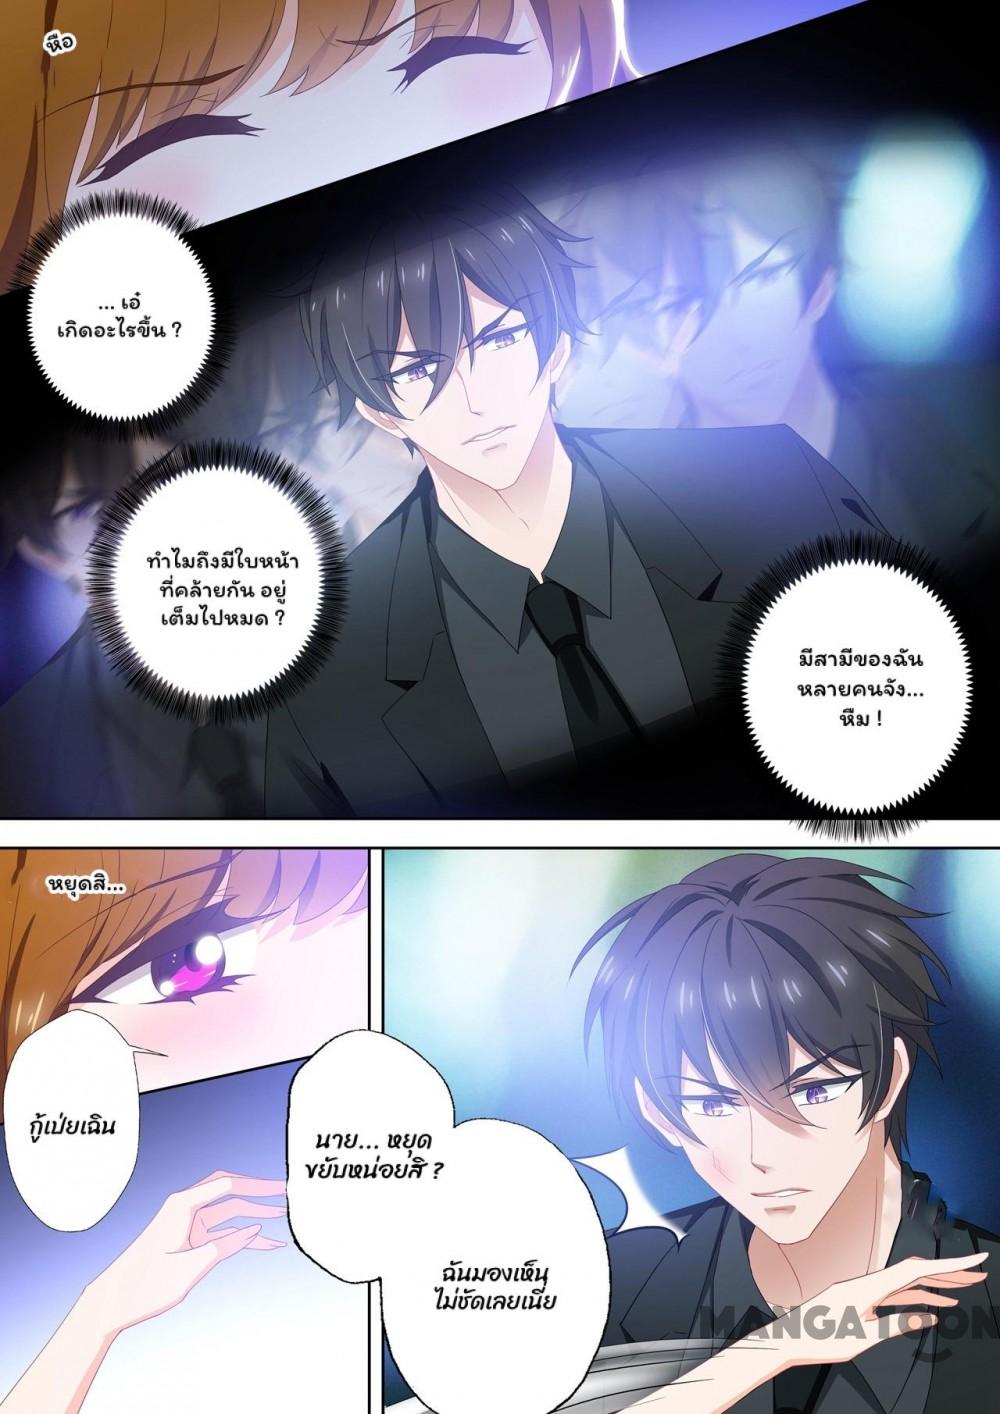 หือ
... เอ๋
เกิดอะไรขึ้น ?
ทำไมถึงมีใบหน้า
ที่คล้ายกัน อยู่
เต็มไปหมด ?
มีสามีของฉัน
หลายคนจัง...
หึม !
หยุดสิ...
กู้เป่ยเฉิน
นาย... หยุด
ขยับหน่อยสิ ?
ฉันมองเห็น
ไม่ชัดเลยเนี่ย
MANGATOON